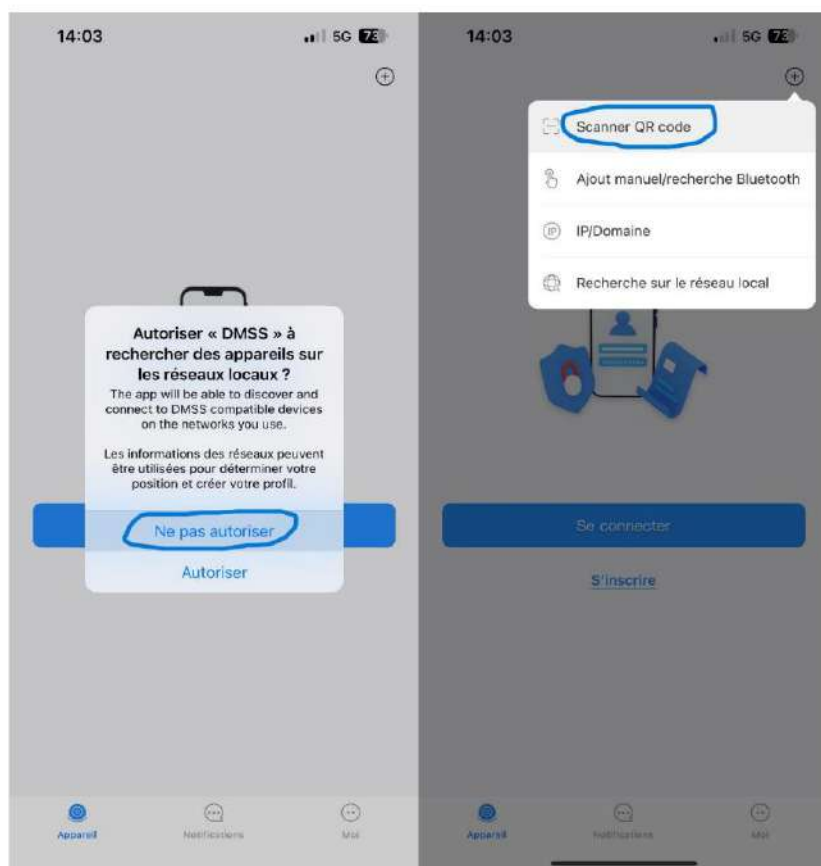 14:03
5G 73
Autoriser « DMSS » à
rechercher des appareils sur
les réseaux locaux ?
The app will be able to discover and
connect to DMSS compatible devices
on the networks you use.
Les informations des réseaux peuvent
être utilisées pour déterminer votre
position et créer votre profil.
Ne pas autoriser
Autoriser
Appareil
Notifications
Moi
14:03
5G 73
Scanner QR code
Ajout manuel/recherche Bluetooth
IP
IP/Domaine
Recherche sur le réseau local
Se connecter
S'inscrire
Appareil
Notifications
Moi